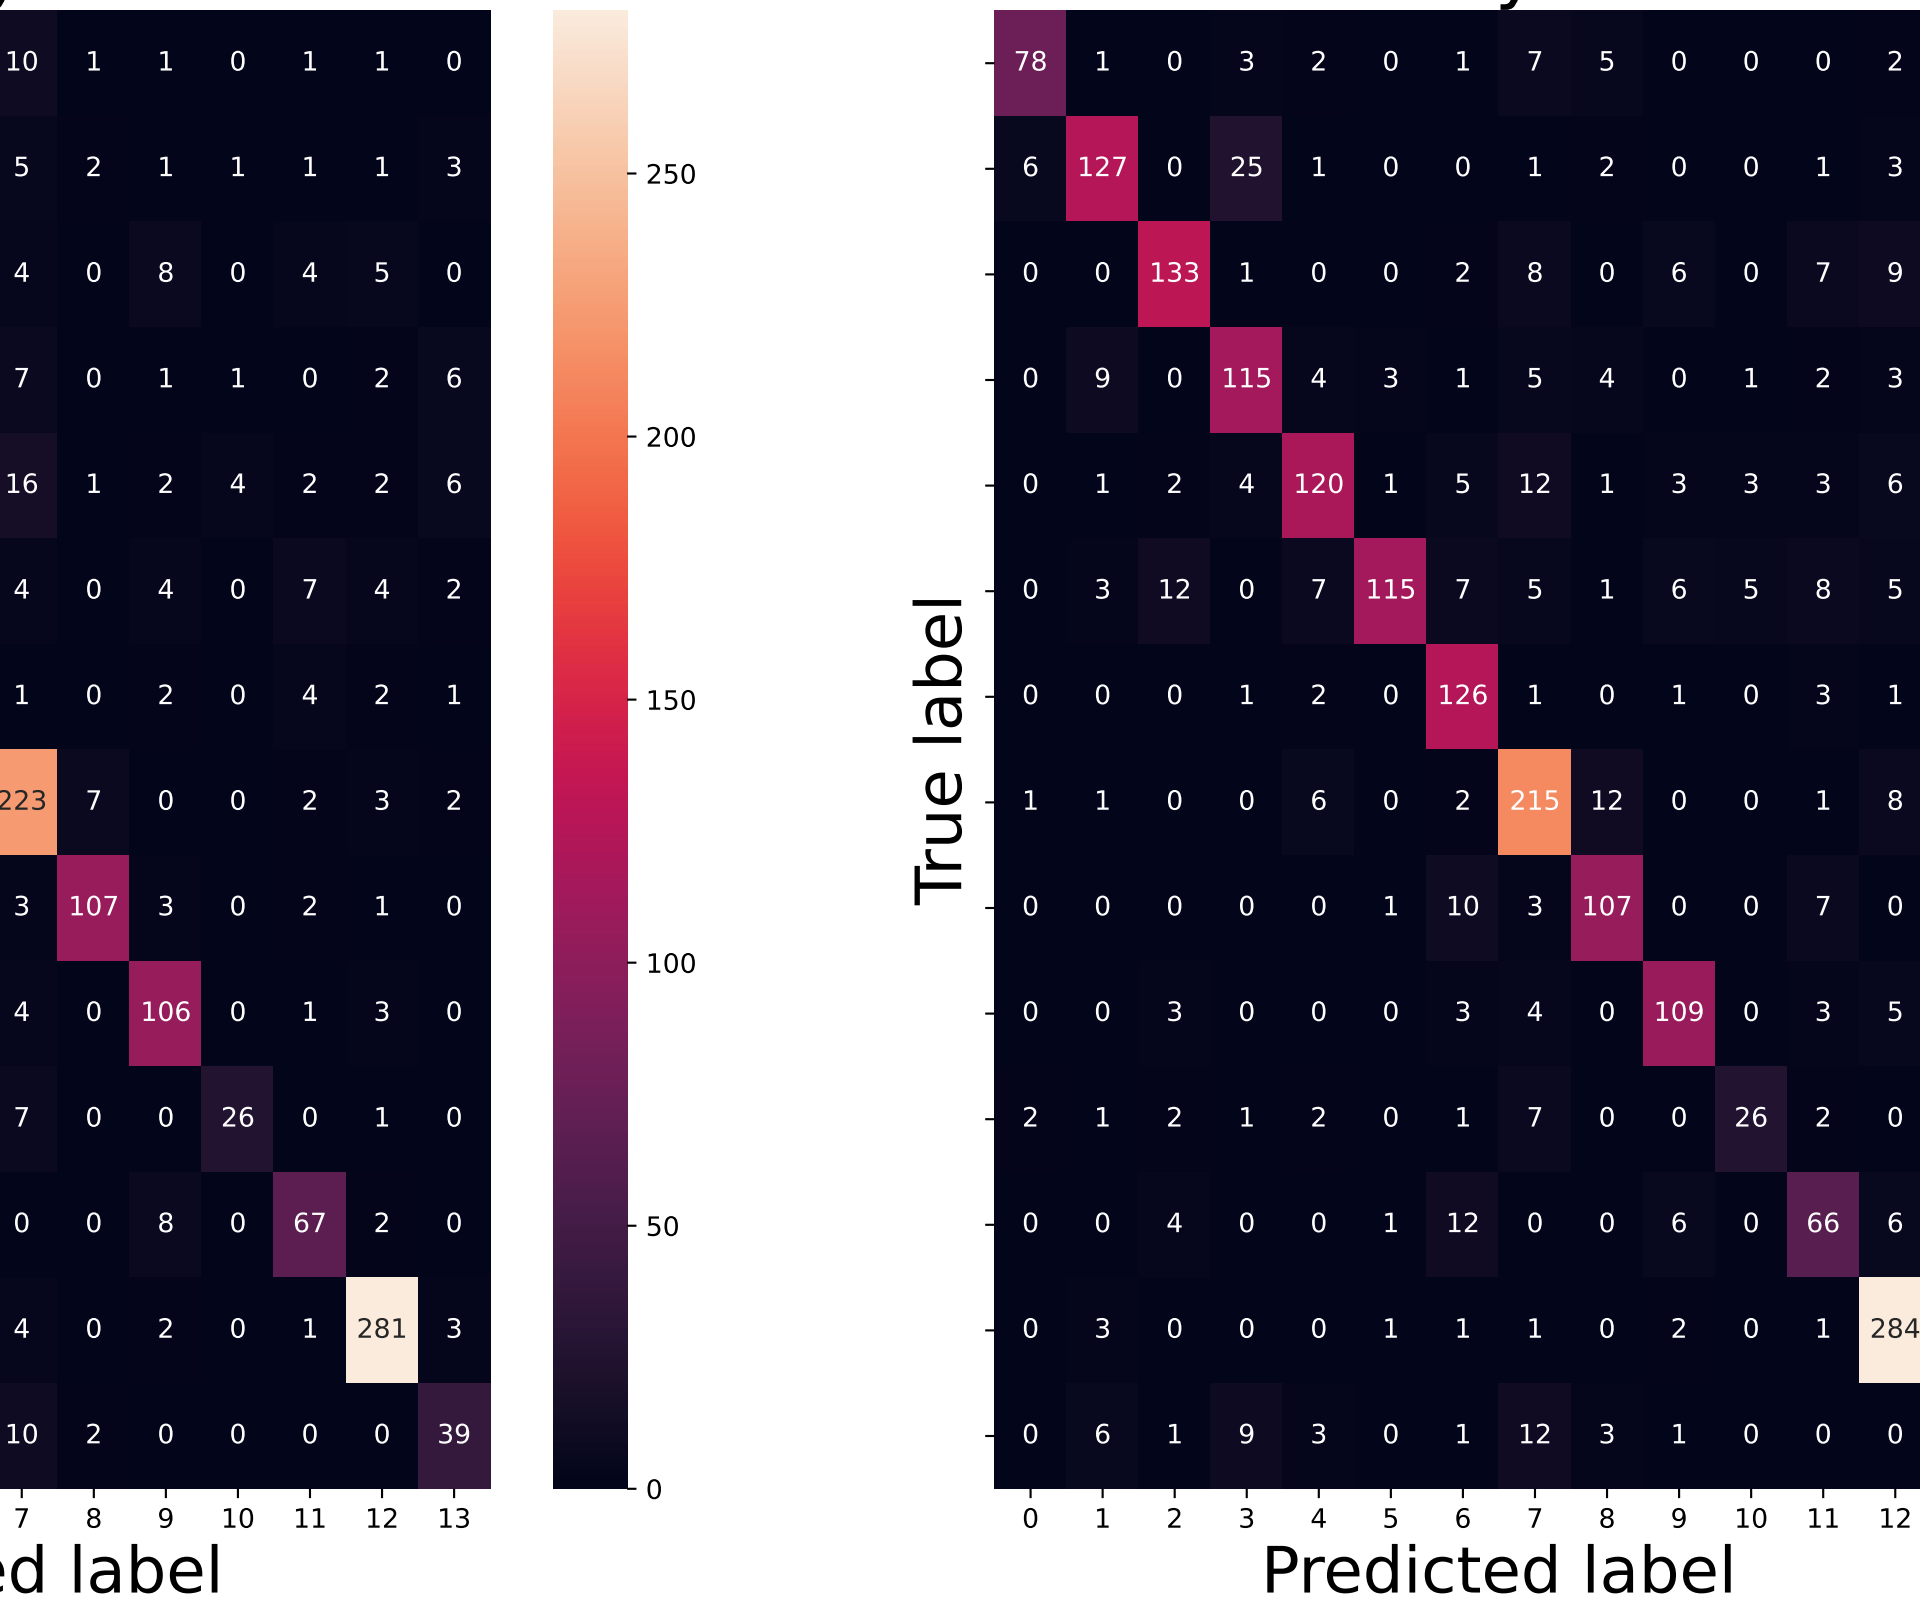 10 1 1 0 1 1 0
5 2 1 1 1 1 3
4 0 8 0 4 5 0
7 0 1 1 0 2 6
16 1 2 4 2 2 6
4 0 4 0 7 4 2
1 0 2 0 4 2 1
223 7 0 0 2 3 2
3 107 3 0 2 1 0
4 0 106 0 1 3 0
7 0 0 26 0 1 0
0 0 8 0 67 2 0
4 0 2 0 1 281 3
10 2 0 0 0 0 39
7 8 9 10 11 12 13
ed label
250
200
150
100
50
0
True label
78 1 0 3 2 0 1 7 5 0 0 0 2
6 127 0 25 1 0 0 1 2 0 0 1 3
0 0 133 1 0 0 2 8 0 6 0 7 9
0 9 0 115 4 3 1 5 4 0 1 2 3
0 1 2 4 120 1 5 12 1 3 3 3 6
0 3 12 0 7 115 7 5 1 6 5 8 5
0 0 0 1 2 0 126 1 0 1 0 3 1
1 1 0 0 6 0 2 215 12 0 0 1 8
0 0 0 0 0 1 10 3 107 0 0 7 0
0 0 3 0 0 0 3 4 0 109 0 3 5
2 1 2 1 2 0 1 7 0 0 26 2 0
0 0 4 0 0 1 12 0 0 6 0 66 6
0 3 0 0 0 1 1 1 0 2 0 1 284
0 6 1 9 3 0 1 12 3 1 0 0 0
0 1 2 3 4 5 6 7 8 9 10 11 12
Predicted label